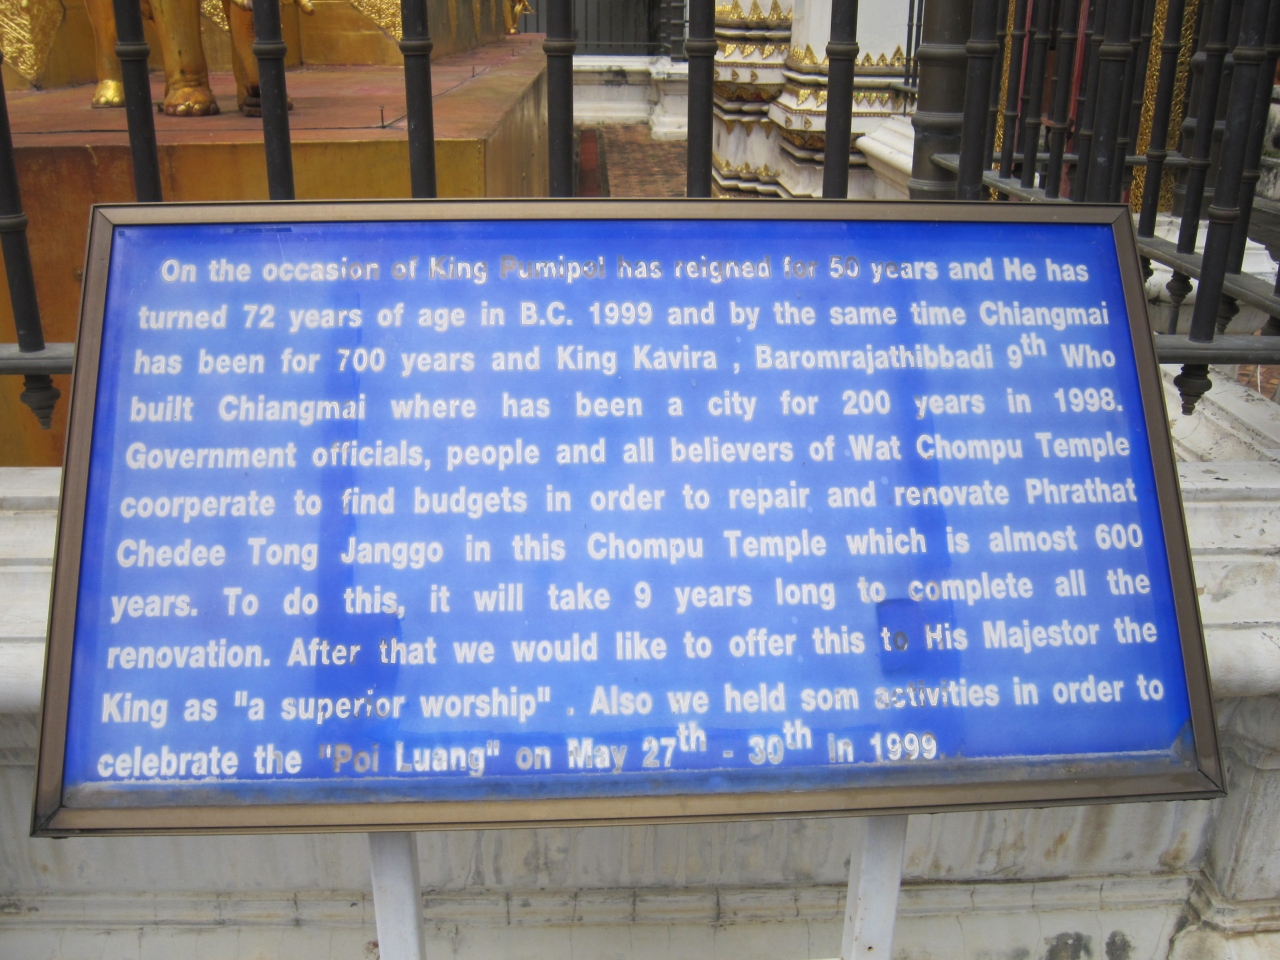 On the occasion of King Pumipol has reigned for 50 years and He has
turned 72 years of age in B.C. 1999 and by the same time Chiangmai
has been for 700 years and King Kavira , Baromrajathibbadi 9th Who
built Chiangmai where has been a city for 200 years in 1998.
Government officials, people and all believers of Wat Chompu Temple
coorperate to find budgets in order to repair and renovate Phrathat
Chedee Tong Janggo in this Chompu Temple which is almost 600
years. To do this, it will take 9 years long to complete all the
renovation. After that we would like to offer this to His Majestor the
King as "a superior worship" . Also we held som activities in order to
celebrate the "Poi Luang" on May 27th - 30th In 1999.